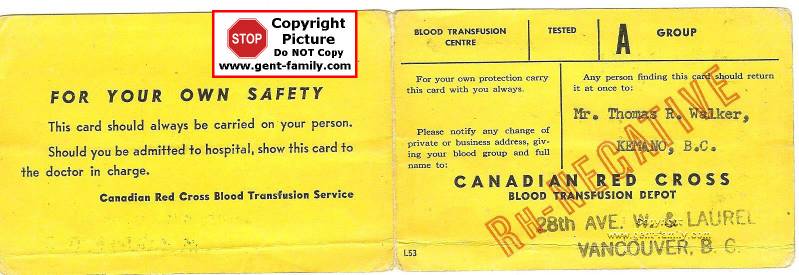 STOP
Copyright
Picture
Do NOT Copy
www.gent-family.com
FOR YOUR OWN SAFETY
This card should always be carried on your person.
Should you be admitted to hospital, show this card to
the doctor in charge.
Canadian Red Cross Blood Transfusion Service
BLOOD TRANSFUSION
CENTRE
TESTED
A GROUP
For your own protection carry
this card with you always.
Any person finding this card should return
it at once to:
Mr. Thomas R. Walker,
KEMANO, B.C.
Please notify any change of
private or business address, giv-
ing your blood group and full
name to:
RH-NEGATIVE
CANADIAN RED CROSS
BLOOD TRANSFUSION DEPOT
28th AVE. W. & LAUREL
www.gent-family.com
VANCOUVER, B. C.
L53